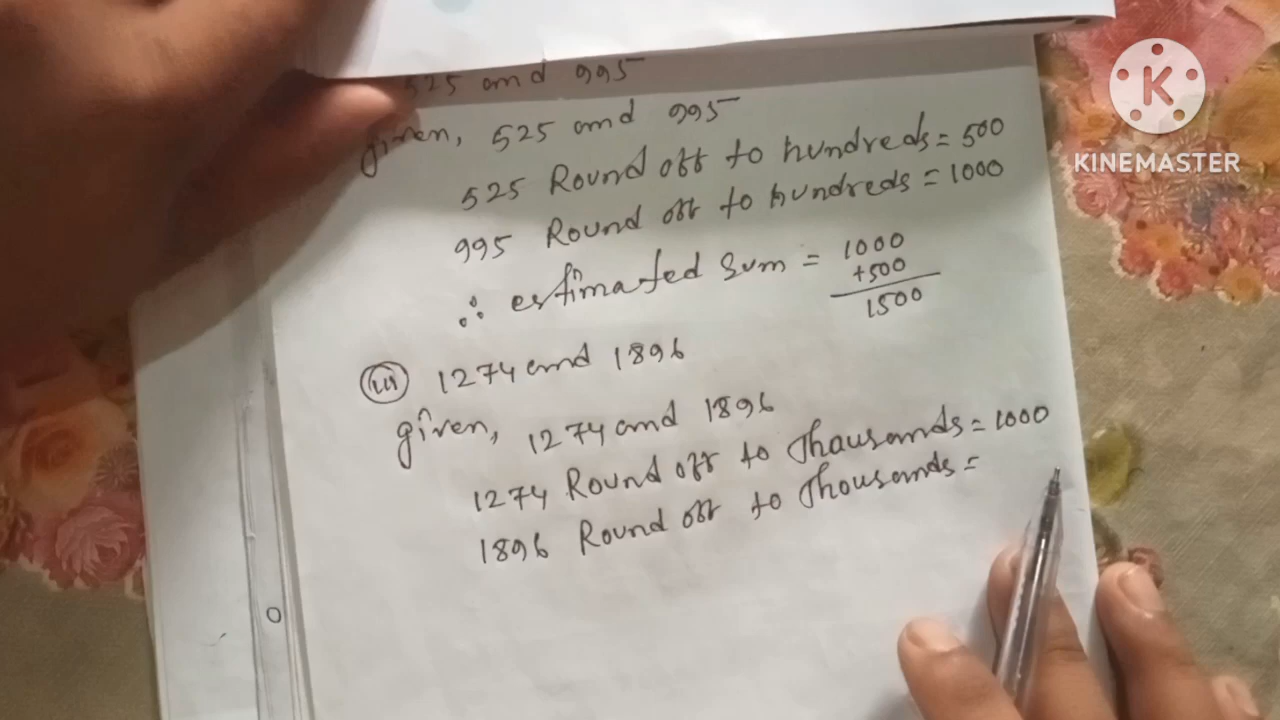 525 and 995
given, 525 and 995
525 Round off to hundreds = 500
995 Round off to hundreds = 1000
∴ estimated sum = 1000
+500
1500
(iii) 1274 and 1896
given, 1274 and 1896
1274 Round off to Thausands = 1000
1896 Round off to Thousands =
KINEMASTER